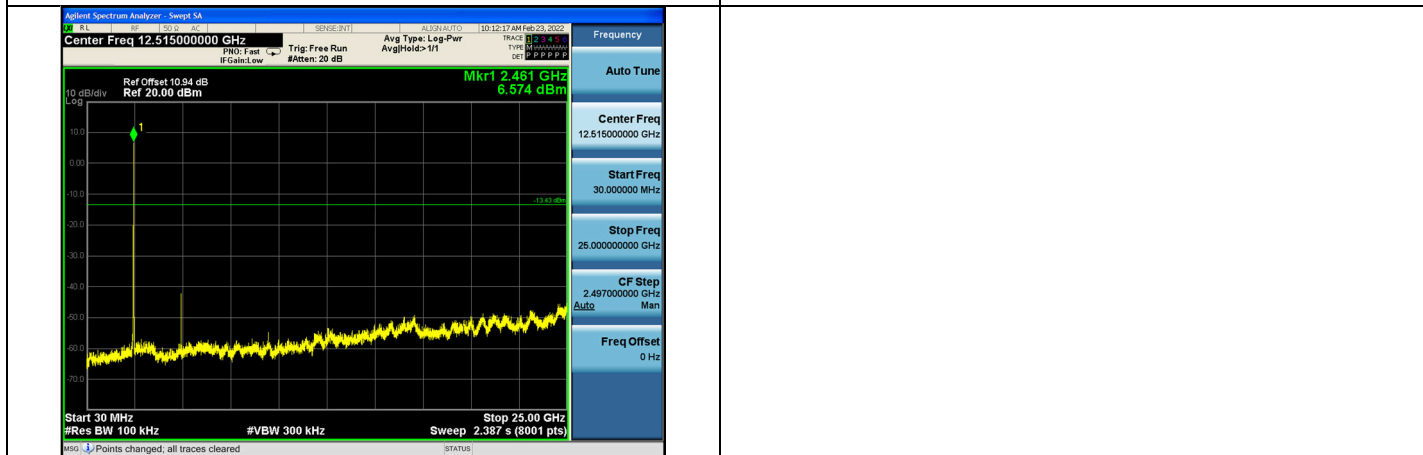 Agilent Spectrum Analyzer - Swept SA
RL RF 50 Ω AC SENSE:INT ALIGN AUTO 10:12:17 AM Feb 23, 2022
Center Freq 12.515000000 GHz
PNO: Fast
IFGain:Low
Trig: Free Run
#Atten: 20 dB
Avg Type: Log-Pwr
Avg|Hold:>1/1
TRACE 1 2 3 4 5 6
TYPE M
DET P P P P P P
Ref Offset 10.94 dB
Ref 20.00 dBm
10 dB/div
Log
Mkr1 2.461 GHz
6.574 dBm
1
10.0
0.00
-10.0
-13.43 dBm
-20.0
-30.0
-40.0
-50.0
-60.0
-70.0
Start 30 MHz
Stop 25.00 GHz
#Res BW 100 kHz
#VBW 300 kHz
Sweep 2.387 s (8001 pts)
MSG Points changed; all traces cleared
STATUS
Frequency
Auto Tune
Center Freq
12.515000000 GHz
Start Freq
30.000000 MHz
Stop Freq
25.000000000 GHz
CF Step
2.497000000 GHz
Auto Man
Freq Offset
0 Hz